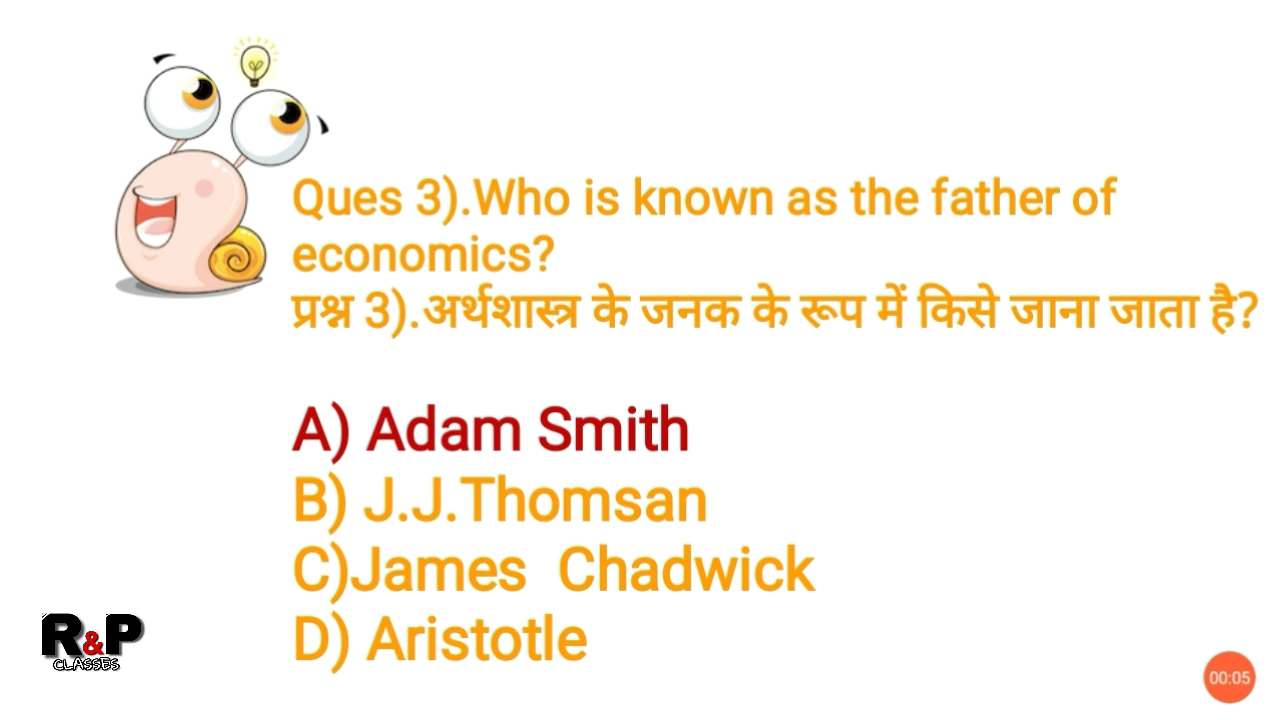 Ques 3).Who is known as the father of
economics?
प्रश्न 3).अर्थशास्त्र के जनक के रूप में किसे जाना जाता है?
A) Adam Smith
B) J.J.Thomsan
C)James  Chadwick
D) Aristotle
R&P
CLASSES
00:05